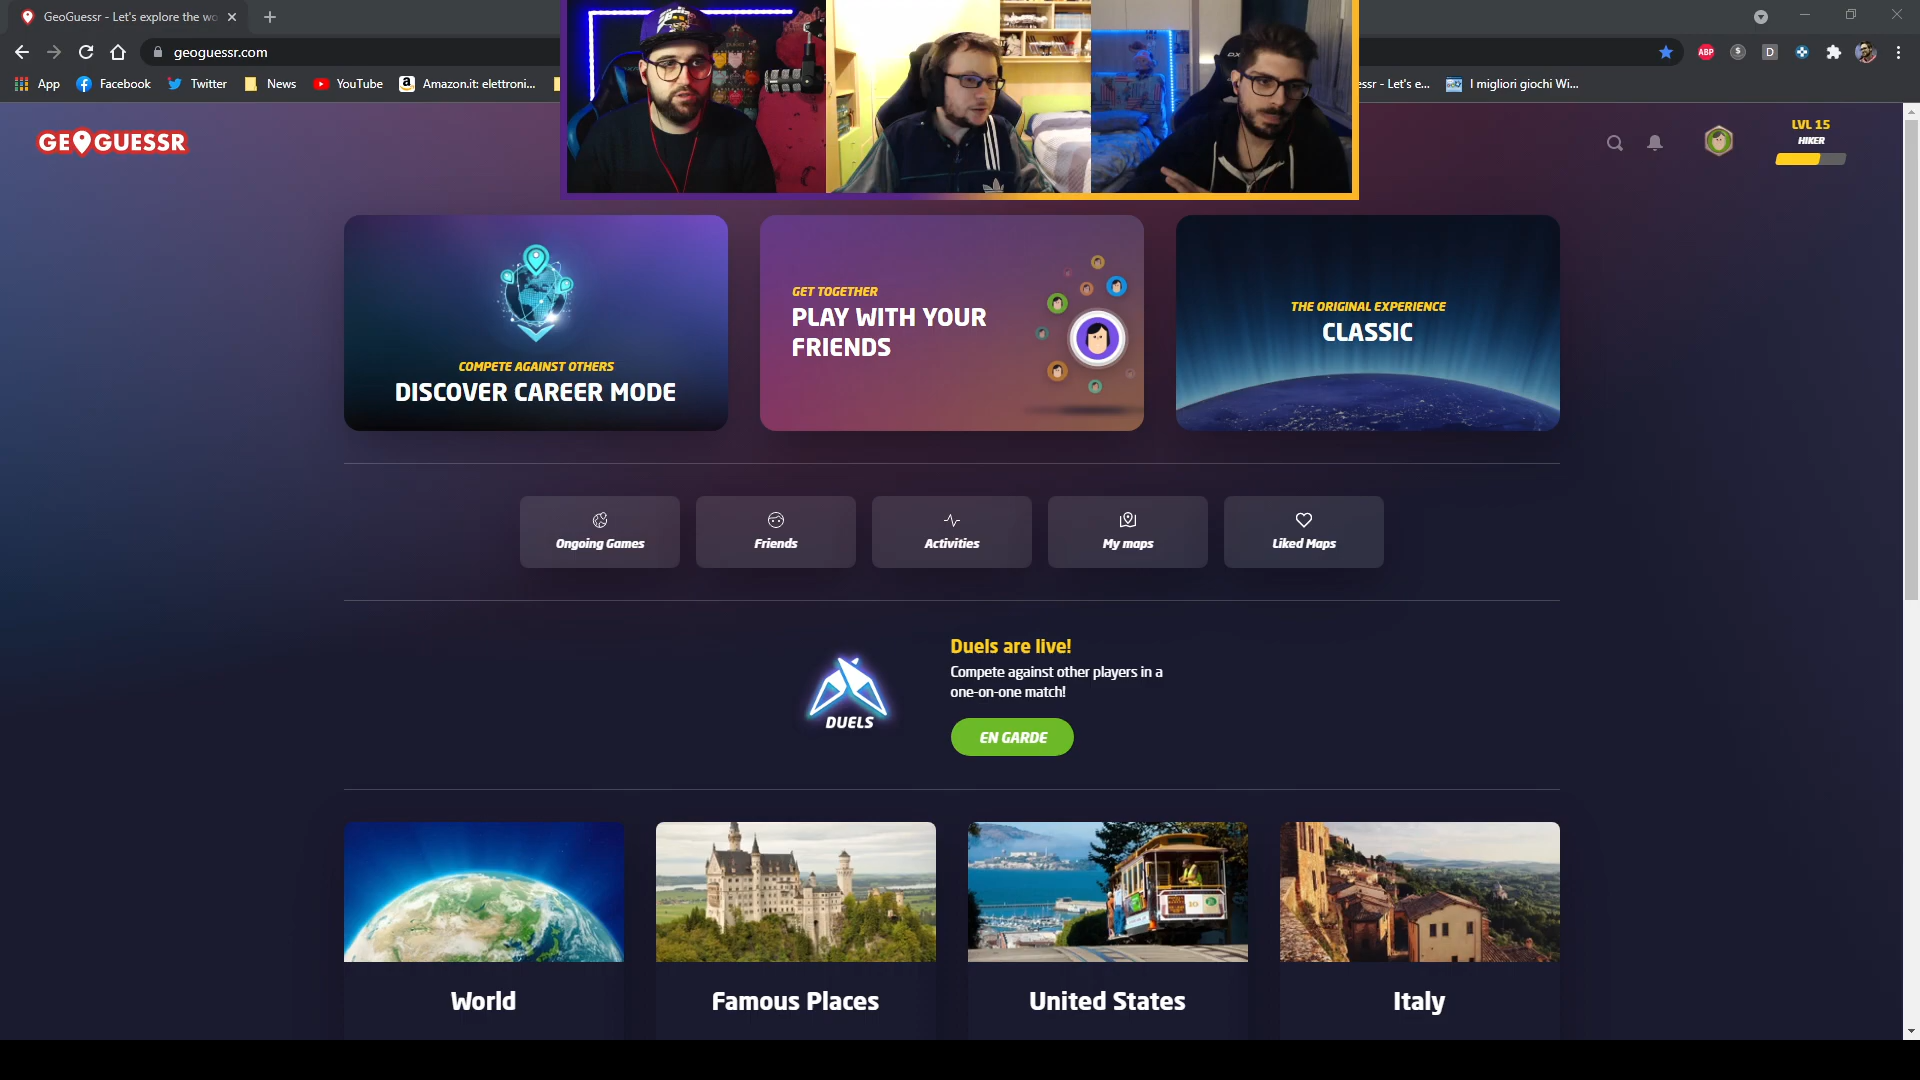 GeoGuessr - Let's explore the wo
geoguessr.com
ABP
D
App
Facebook
Twitter
News
YouTube
Amazon.it: elettroni...
essr - Let's e...
I migliori giochi Wi...
GEOGUESSR
LVL 15
HIKER
COMPETE AGAINST OTHERS
DISCOVER CAREER MODE
GET TOGETHER
PLAY WITH YOUR
FRIENDS
THE ORIGINAL EXPERIENCE
CLASSIC
Ongoing Games
Friends
Activities
My maps
Liked Maps
DUELS
Duels are live!
Compete against other players in a
one-on-one match!
EN GARDE
10
World
Famous Places
United States
Italy